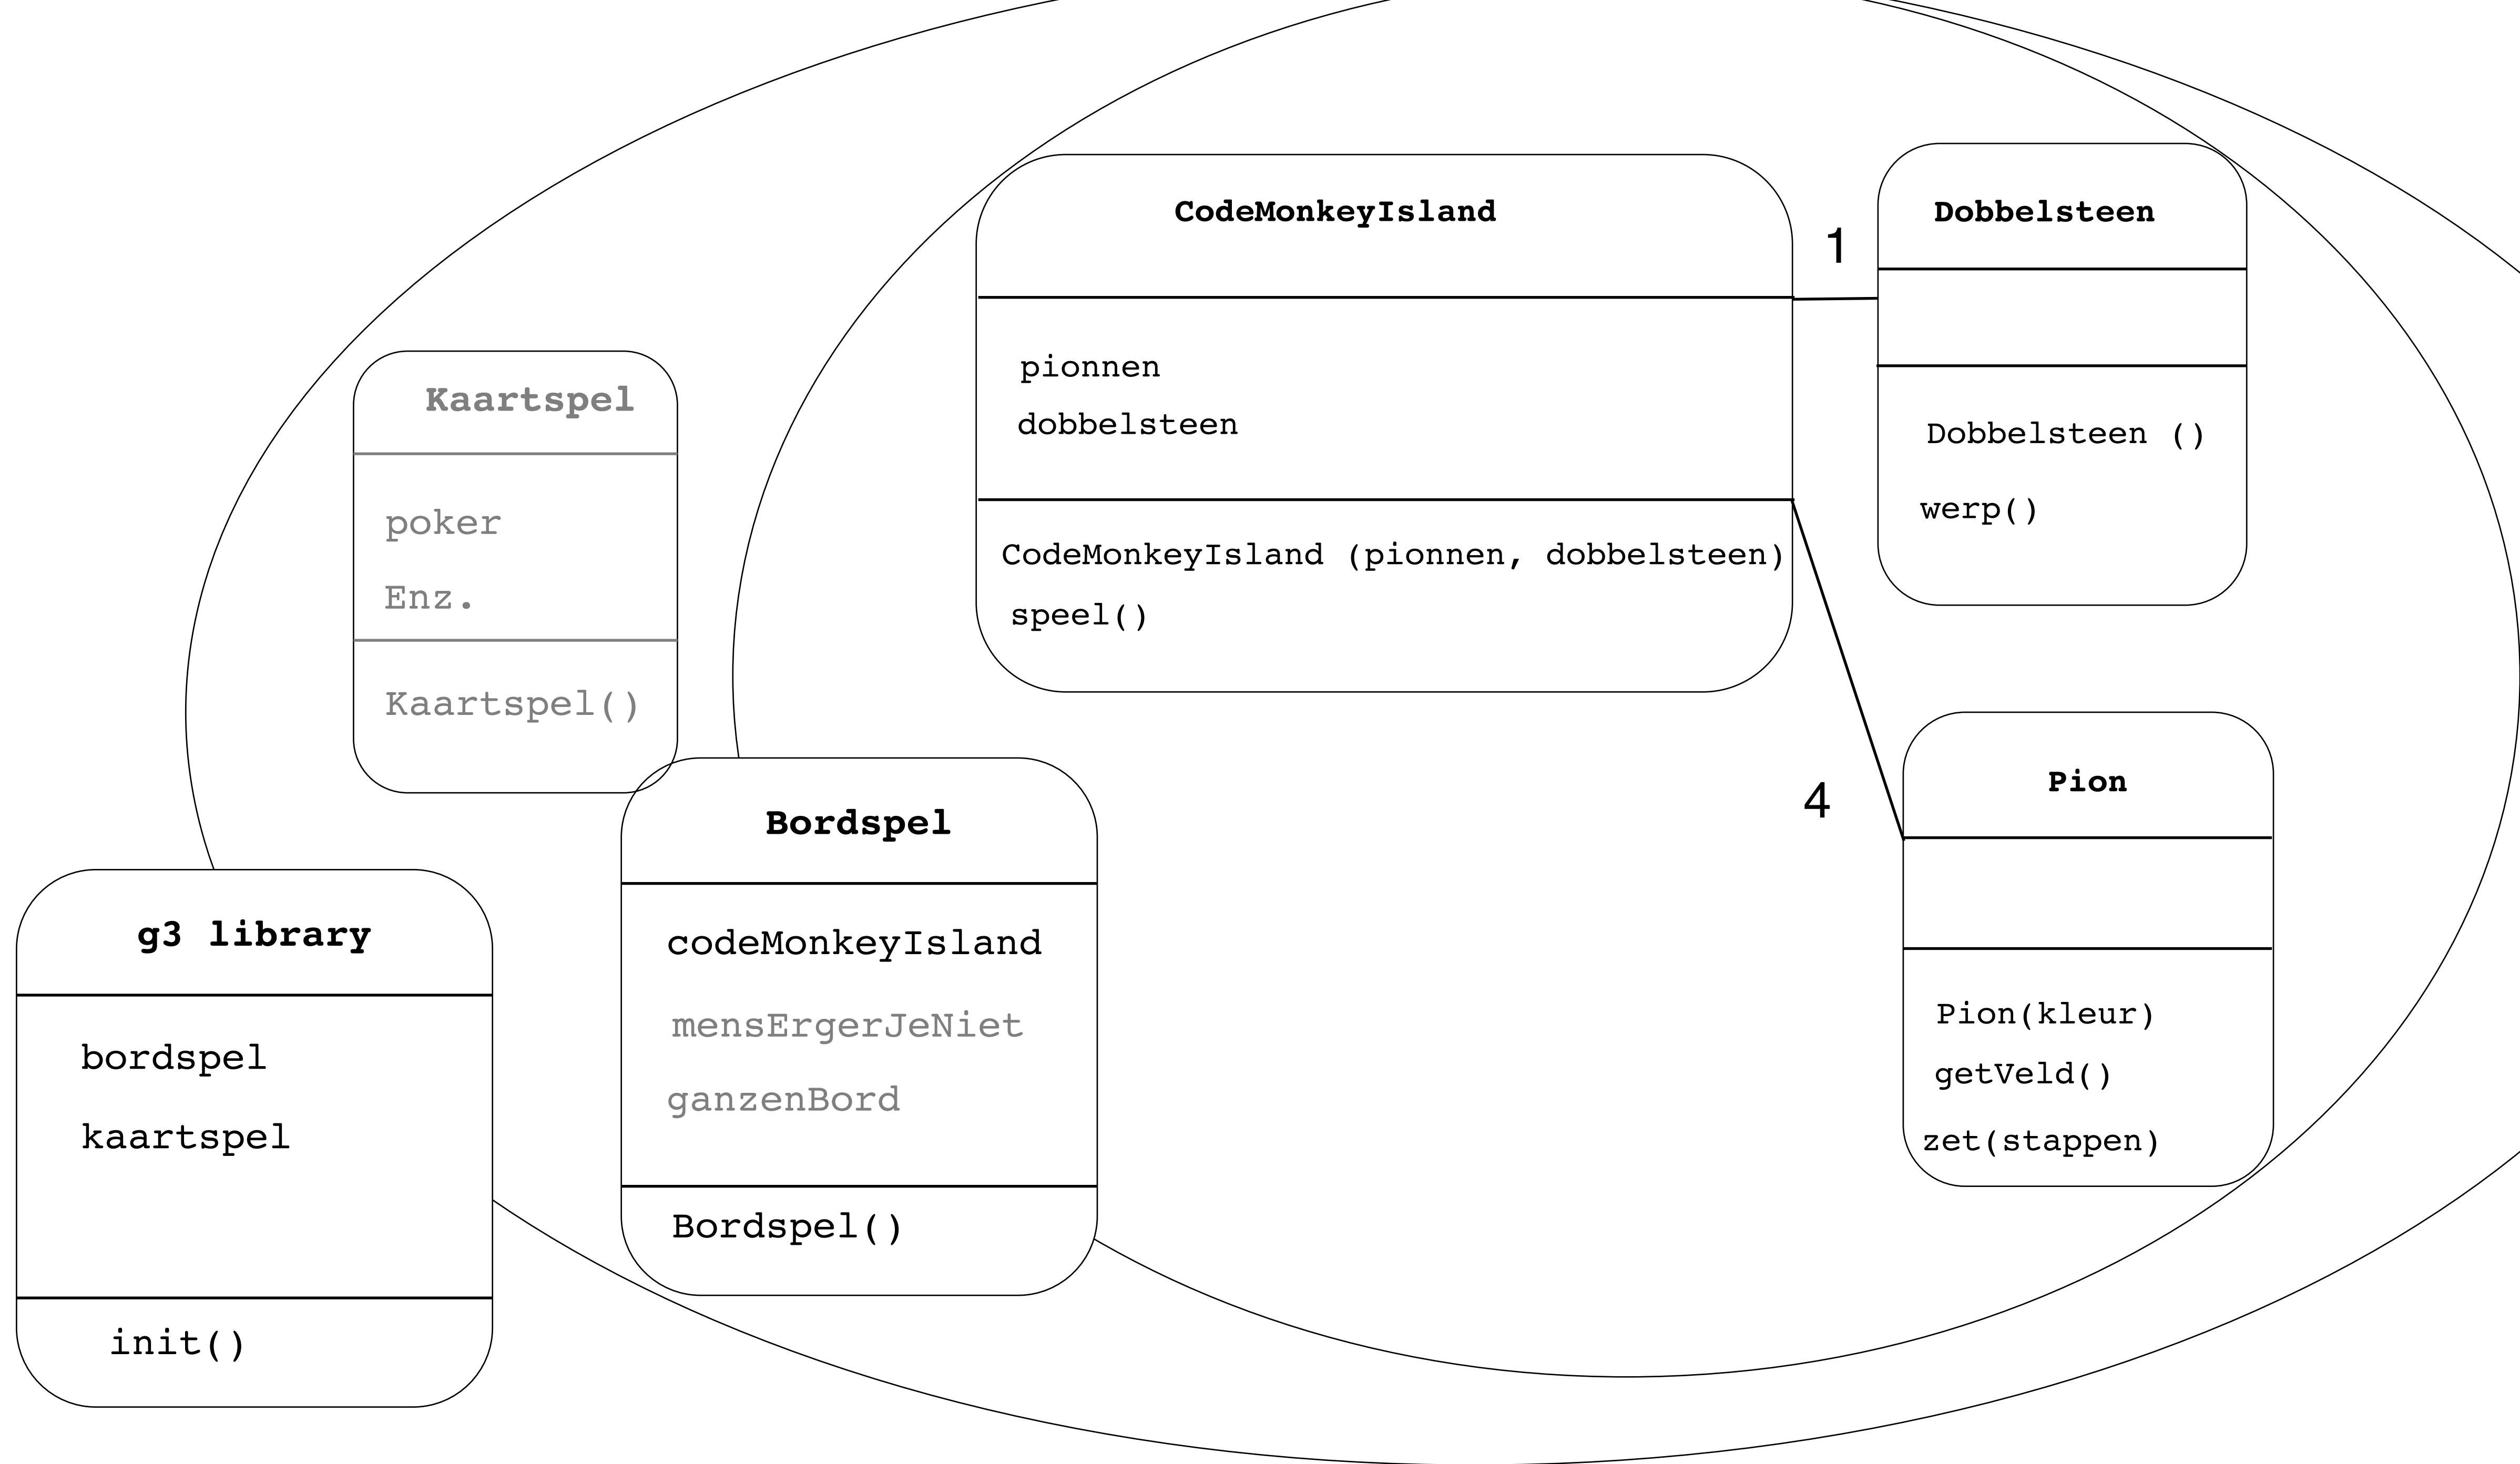 CodeMonkeyIsland
pionnen
dobbelsteen
CodeMonkeyIsland (pionnen, dobbelsteen)
speel()
1
Dobbelsteen
Dobbelsteen ()
werp()
4
Pion
Pion(kleur)
getVeld()
zet(stappen)
Kaartspel
poker
Enz.
Kaartspel()
Bordspel
codeMonkeyIsland
mensErgerJeNiet
ganzenBord
Bordspel()
g3 library
bordspel
kaartspel
init()